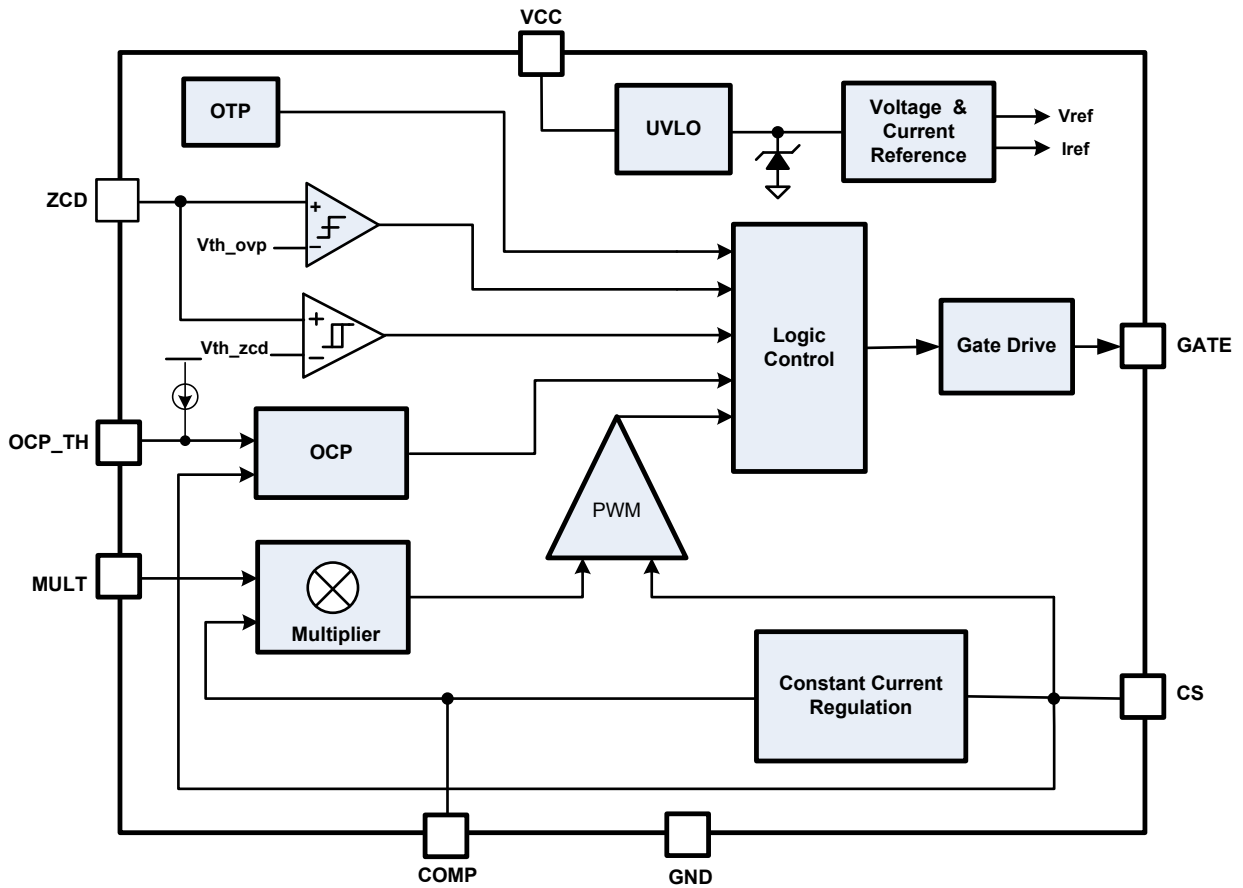 VCC
OTP
UVLO
Voltage & 
Current
Reference
Vref
Iref
ZCD
+
Vth_ovp
−
+
Vth_zcd
−
Logic
Control
Gate Drive
GATE
OCP_TH
OCP
PWM
MULT
Multiplier
Constant Current
Regulation
CS
COMP
GND